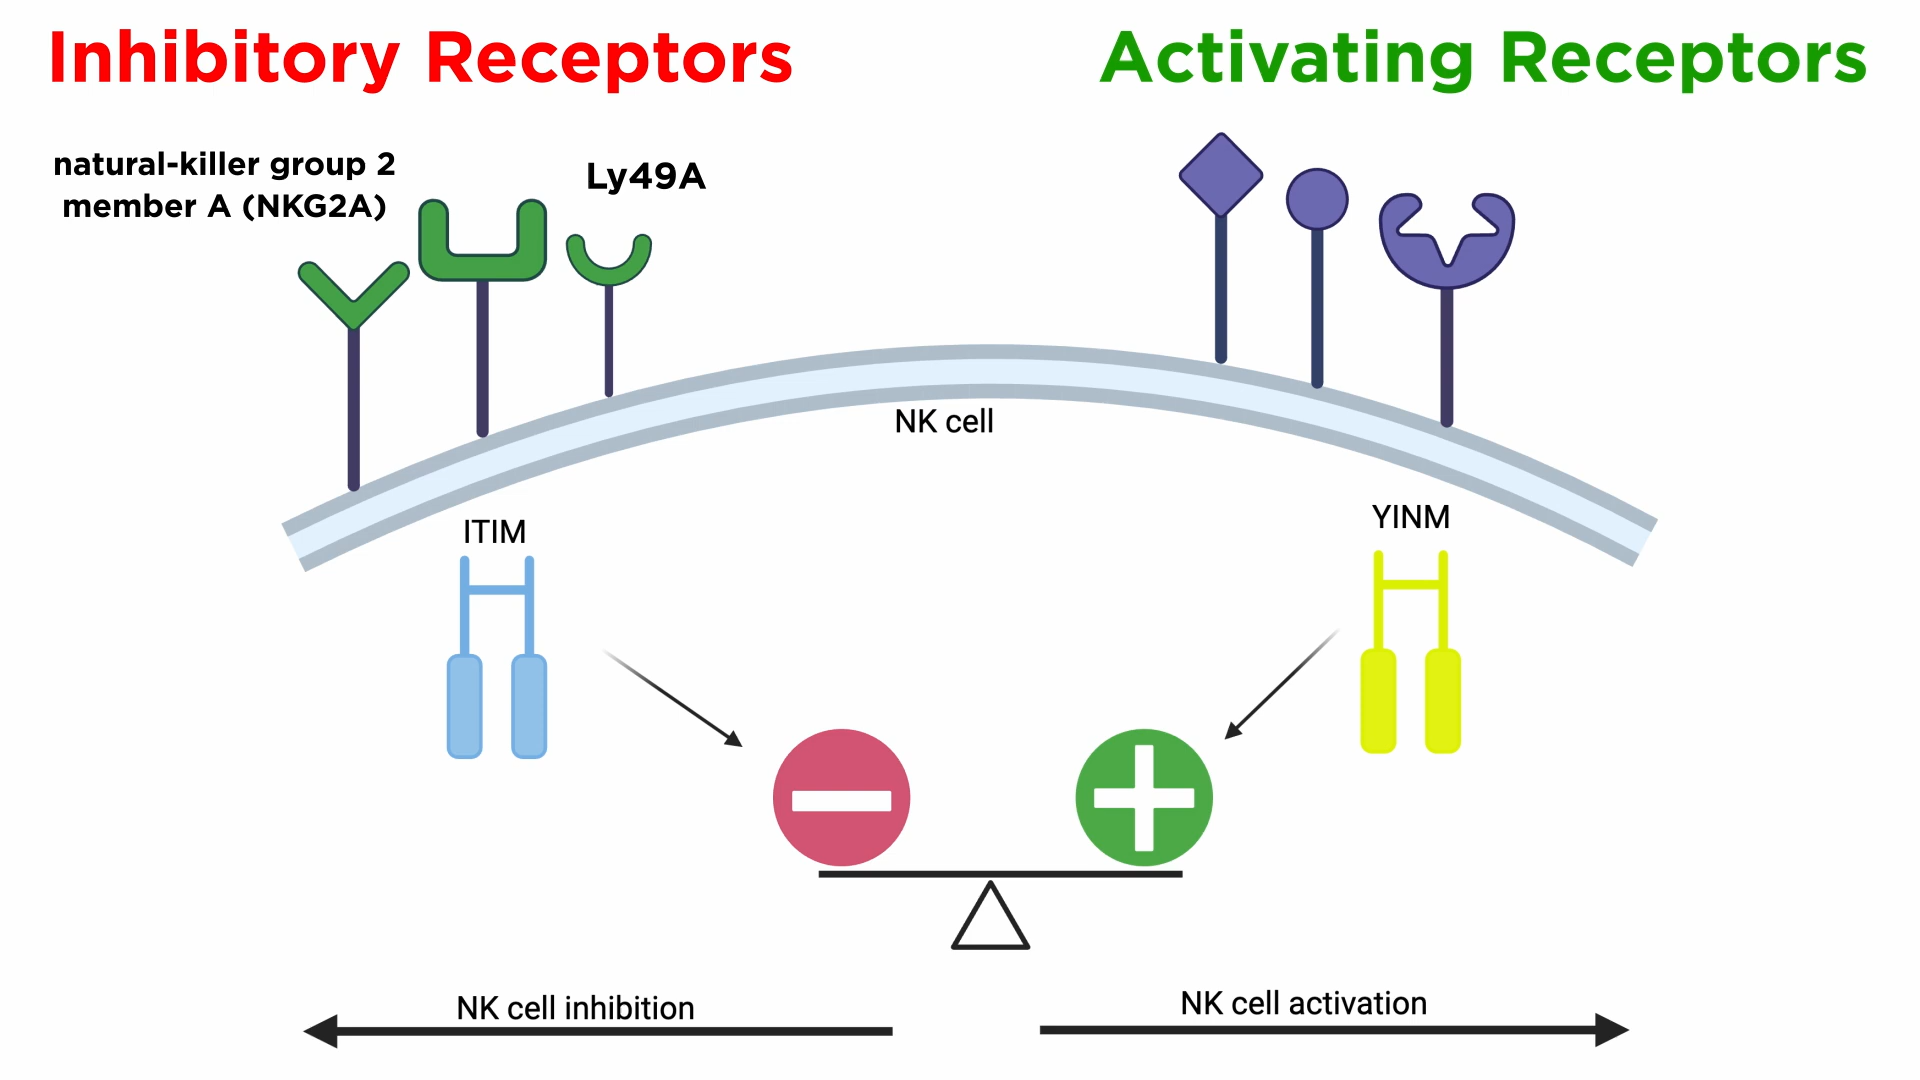 Inhibitory Receptors
Activating Receptors
natural-killer group 2
member A (NKG2A)
Ly49A
NK cell
ITIM
YINM
NK cell inhibition
NK cell activation